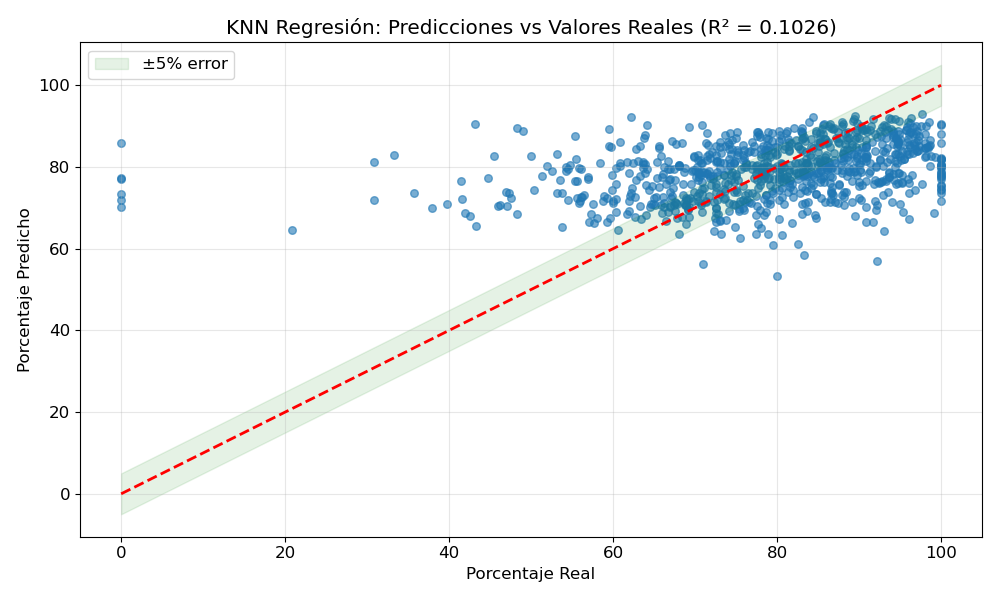 KNN Regresión: Predicciones vs Valores Reales (R² = 0.1026)
±5% error
Porcentaje Predicho
100
80
60
40
20
0
0 20 40 60 80 100
Porcentaje Real